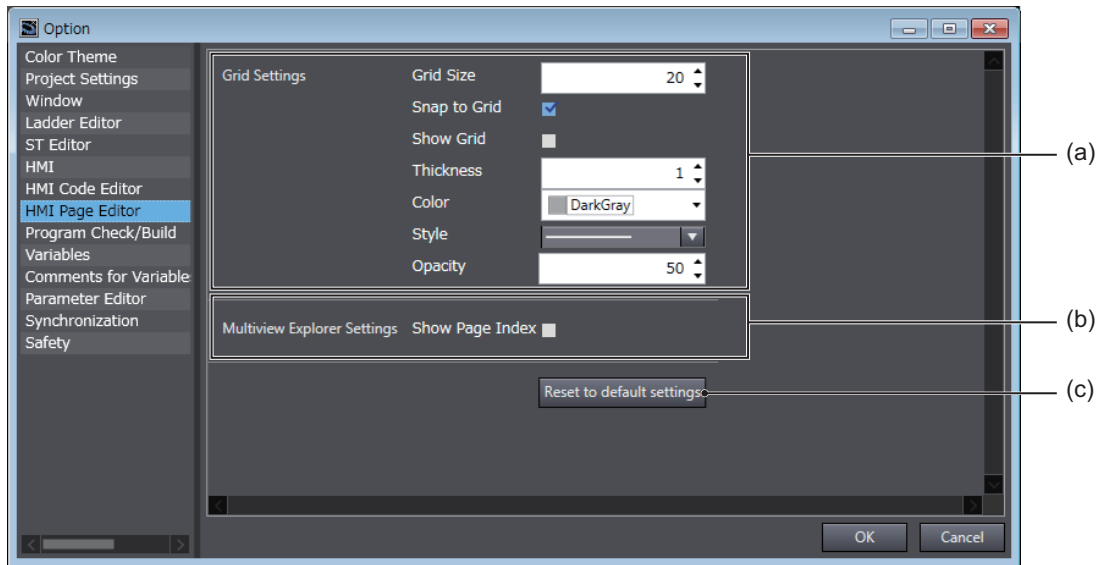 Option
Color Theme
Project Settings
Window
Ladder Editor
ST Editor
HMI
HMI Code Editor
HMI Page Editor
Program Check/Build
Variables
Comments for Variable
Parameter Editor
Synchronization
Safety
Grid Settings
Grid Size 20
Snap to Grid
Show Grid
Thickness 1
Color DarkGray
Style
Opacity 50
(a)
Multiview Explorer Settings Show Page Index
(b)
Reset to default settings
(c)
OK Cancel